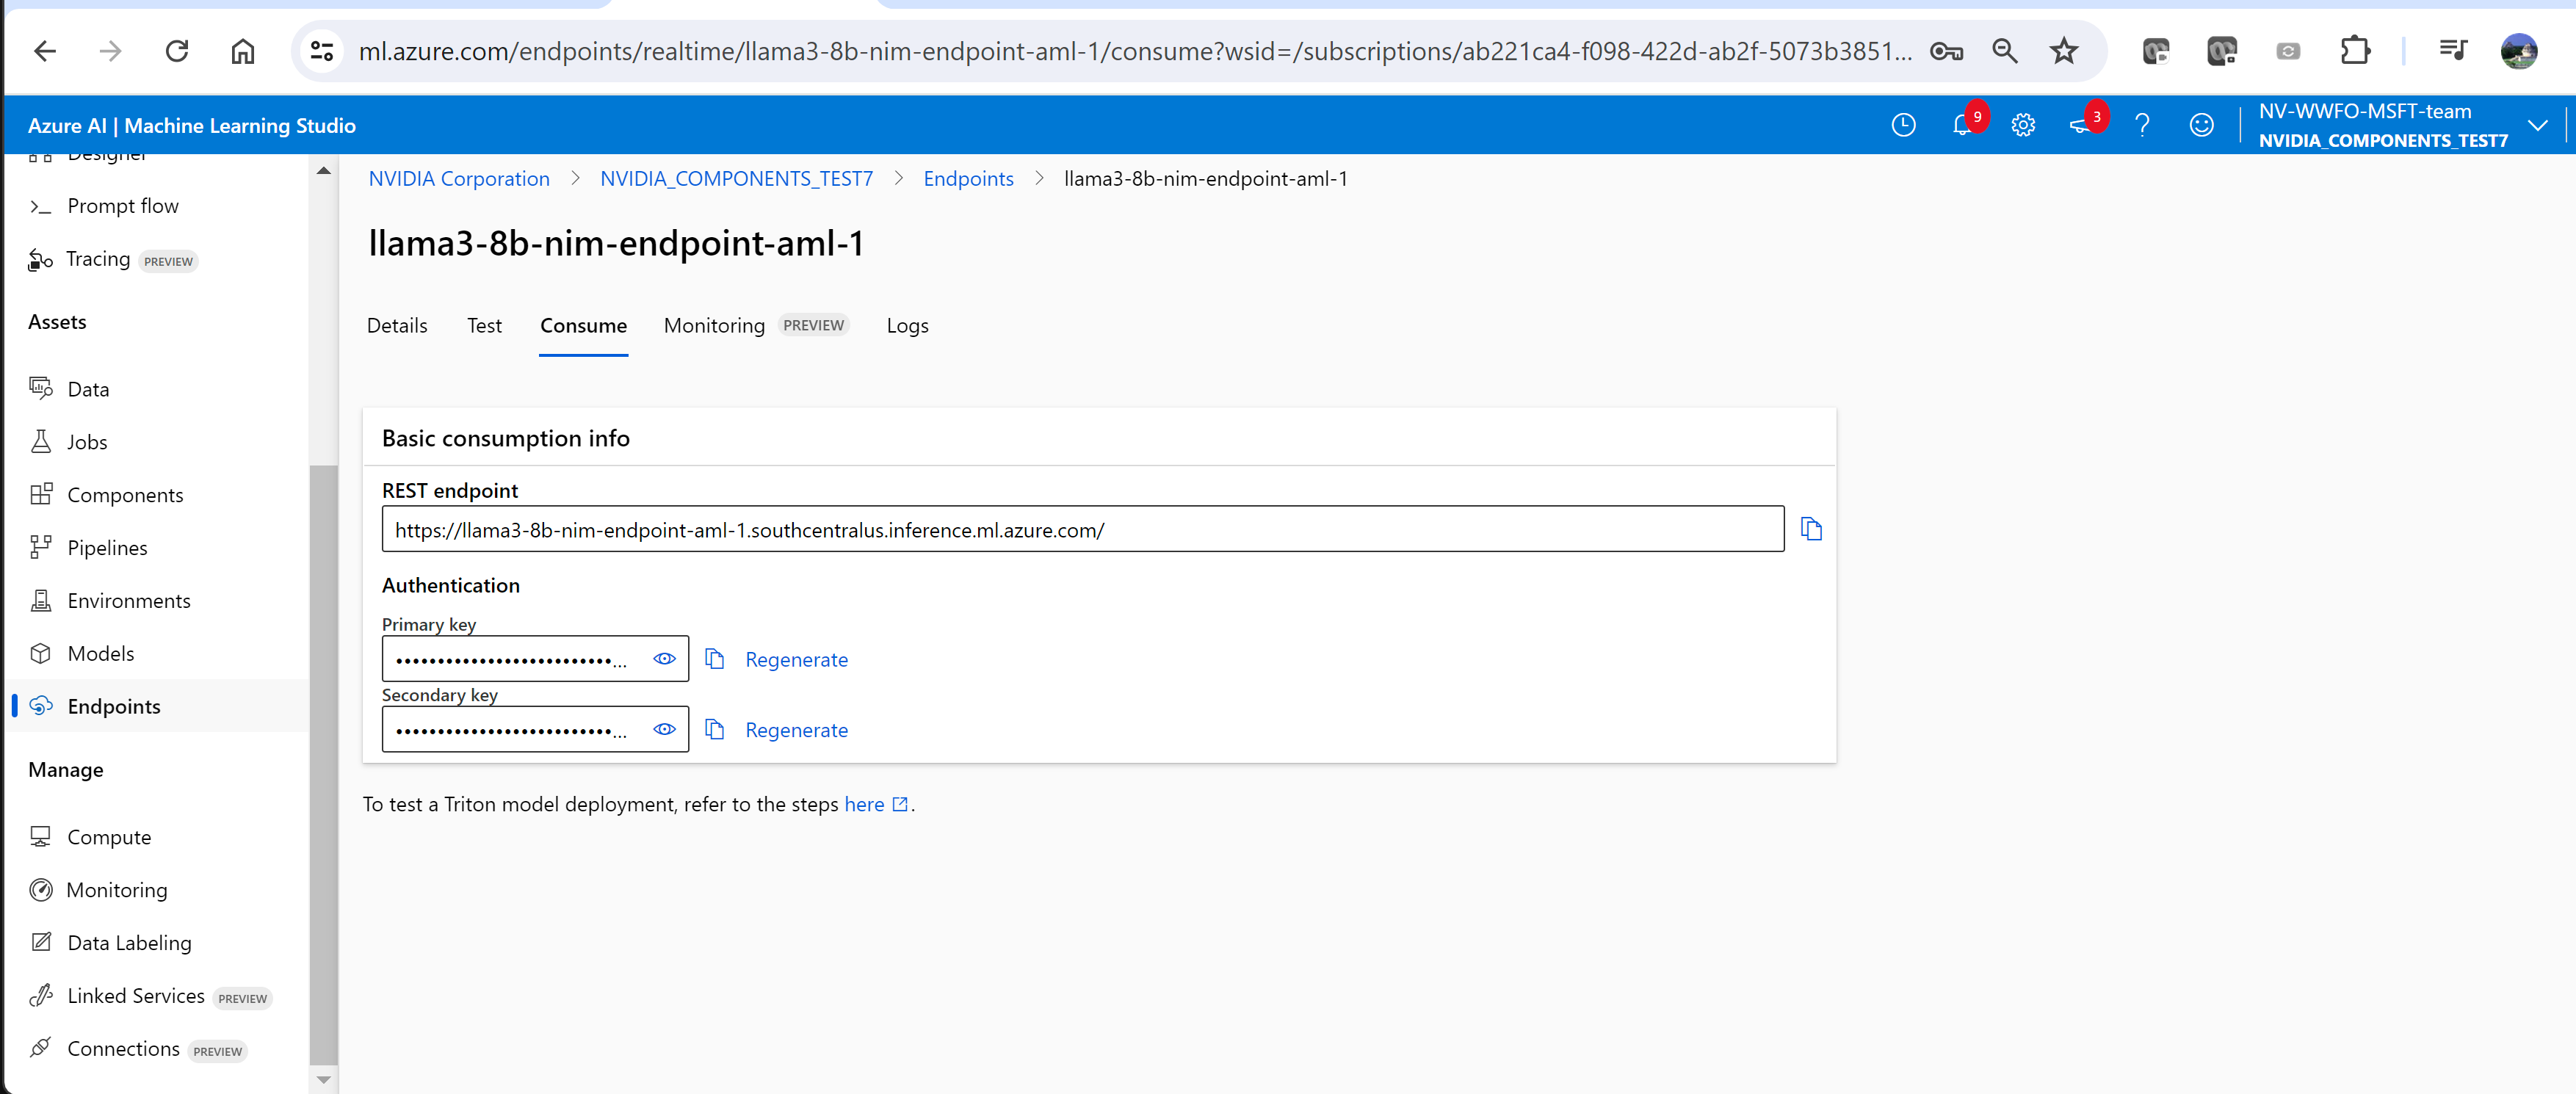 ml.azure.com/endpoints/realtime/llama3-8b-nim-endpoint-aml-1/consume?wsid=/subscriptions/ab221ca4-f098-422d-ab2f-5073b3851...
Azure AI | Machine Learning Studio
9
3
NV-WWFO-MSFT-team
NVIDIA_COMPONENTS_TEST7
Designer
Prompt flow
Tracing PREVIEW
Assets
Data
Jobs
Components
Pipelines
Environments
Models
Endpoints
Manage
Compute
Monitoring
Data Labeling
Linked Services PREVIEW
Connections PREVIEW
NVIDIA Corporation > NVIDIA_COMPONENTS_TEST7 > Endpoints > llama3-8b-nim-endpoint-aml-1
llama3-8b-nim-endpoint-aml-1
Details Test Consume Monitoring PREVIEW Logs
Basic consumption info
REST endpoint
https://llama3-8b-nim-endpoint-aml-1.southcentralus.inference.ml.azure.com/
Authentication
Primary key
••••••••••••••••••••••••••... Regenerate
Secondary key
••••••••••••••••••••••••••... Regenerate
To test a Triton model deployment, refer to the steps here.